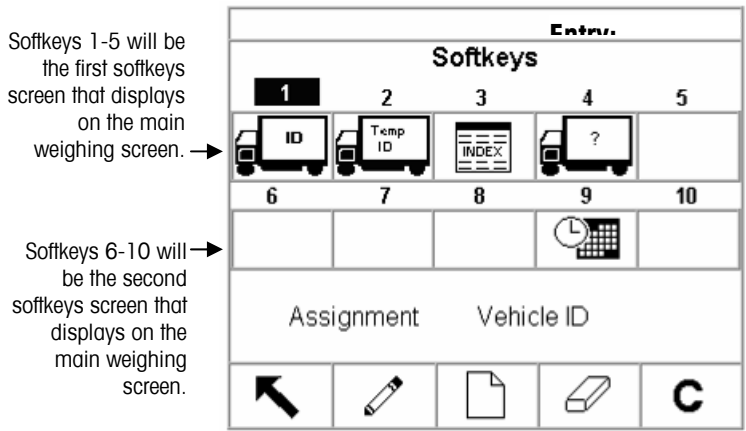 Softkeys 1-5 will be
the first softkeys
screen that displays
on the main
weighing screen.
Entry:
Softkeys
1 2 3 4 5
ID Temp ID INDEX ?
6 7 8 9 10
Softkeys 6-10 will
be the second
softkeys screen that
displays on the
main weighing
screen.
Assignment Vehicle ID
C